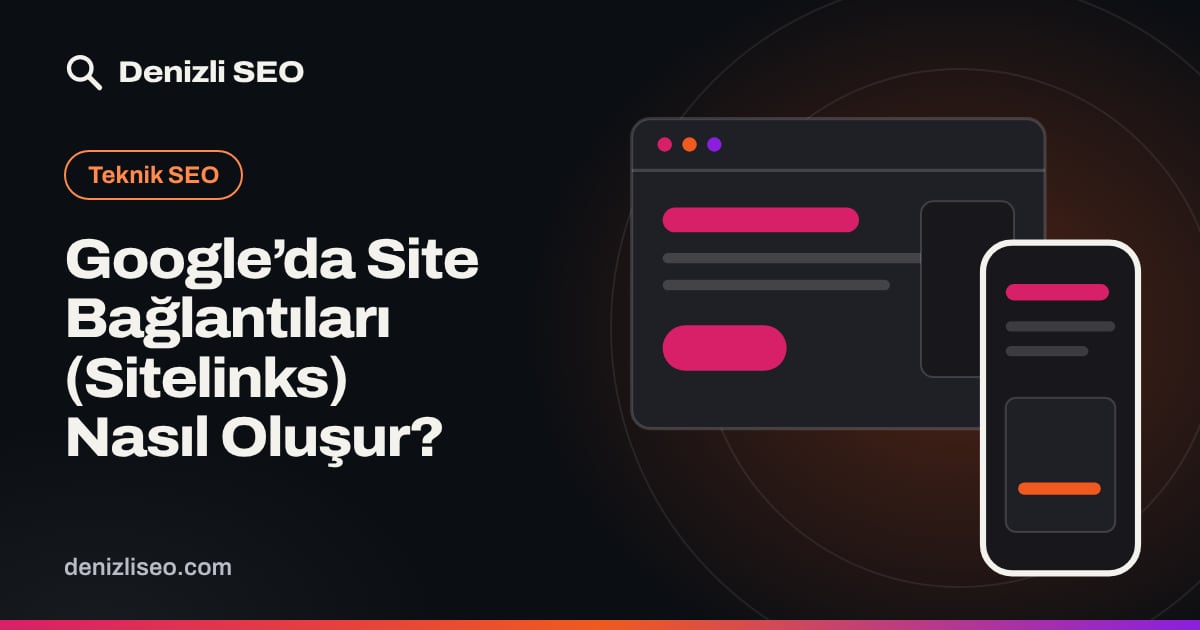 Denizli SEO
Teknik SEO
Google’da Site
Bağlantıları
(Sitelinks)
Nasıl Oluşur?
denizliseo.com